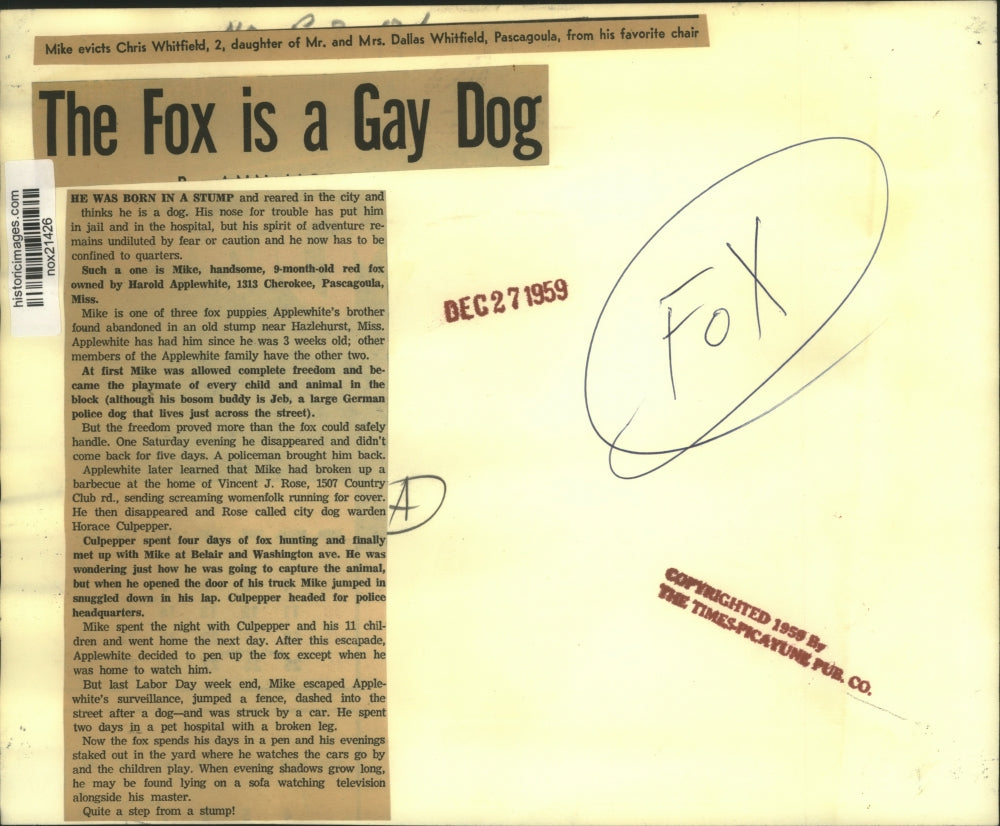 Mike evicts Chris Whitfield, 2, daughter of Mr. and Mrs. Dallas Whitfield, Pascagoula, from his favorite chair
The Fox is a Gay Dog
HE WAS BORN IN A STUMP and reared in the city and
thinks he is a dog. His nose for trouble has put him
in jail and in the hospital, but his spirit of adventure re-
mains undiluted by fear or caution and he now has to be
confined to quarters.
Such a one is Mike, handsome, 9-month-old red fox
owned by Harold Applewhite, 1313 Cherokee, Pascagoula,
Miss.
Mike is one of three fox puppies Applewhite's brother
found abandoned in an old stump near Hazlehurst, Miss.
Applewhite has had him since he was 3 weeks old; other
members of the Applewhite family have the other two.
At first Mike was allowed complete freedom and be-
came the playmate of every child and animal in the
block (although his bosom buddy is Jeb, a large German
police dog that lives just across the street).
But the freedom proved more than the fox could safely
handle. One Saturday evening he disappeared and didn't
come back for five days. A policeman brought him back.
Applewhite later learned that Mike had broken up a
barbecue at the home of Vincent J. Rose, 1507 Country
Club rd., sending screaming womenfolk running for cover.
He then disappeared and Rose called city dog warden
Horace Culpepper.
Culpepper spent four days of fox hunting and finally
met up with Mike at Belair and Washington ave. He was
wondering just how he was going to capture the animal,
but when he opened the door of his truck Mike jumped in
snuggled down in his lap. Culpepper headed for police
headquarters.
Mike spent the night with Culpepper and his 11 chil-
dren and went home the next day. After this escapade,
Applewhite decided to pen up the fox except when he
was home to watch him.
But last Labor Day week end, Mike escaped Apple-
white's surveillance, jumped a fence, dashed into the
street after a dog—and was struck by a car. He spent
two days in a pet hospital with a broken leg.
Now the fox spends his days in a pen and his evenings
staked out in the yard where he watches the cars go by
and the children play. When evening shadows grow long,
he may be found lying on a sofa watching television
alongside his master.
Quite a step from a stump!
historicimages.com
nox21426
DEC 27 1959
FOX
A
COPYRIGHTED 1959 By
THE TIMES-PICAYUNE PUB. CO.